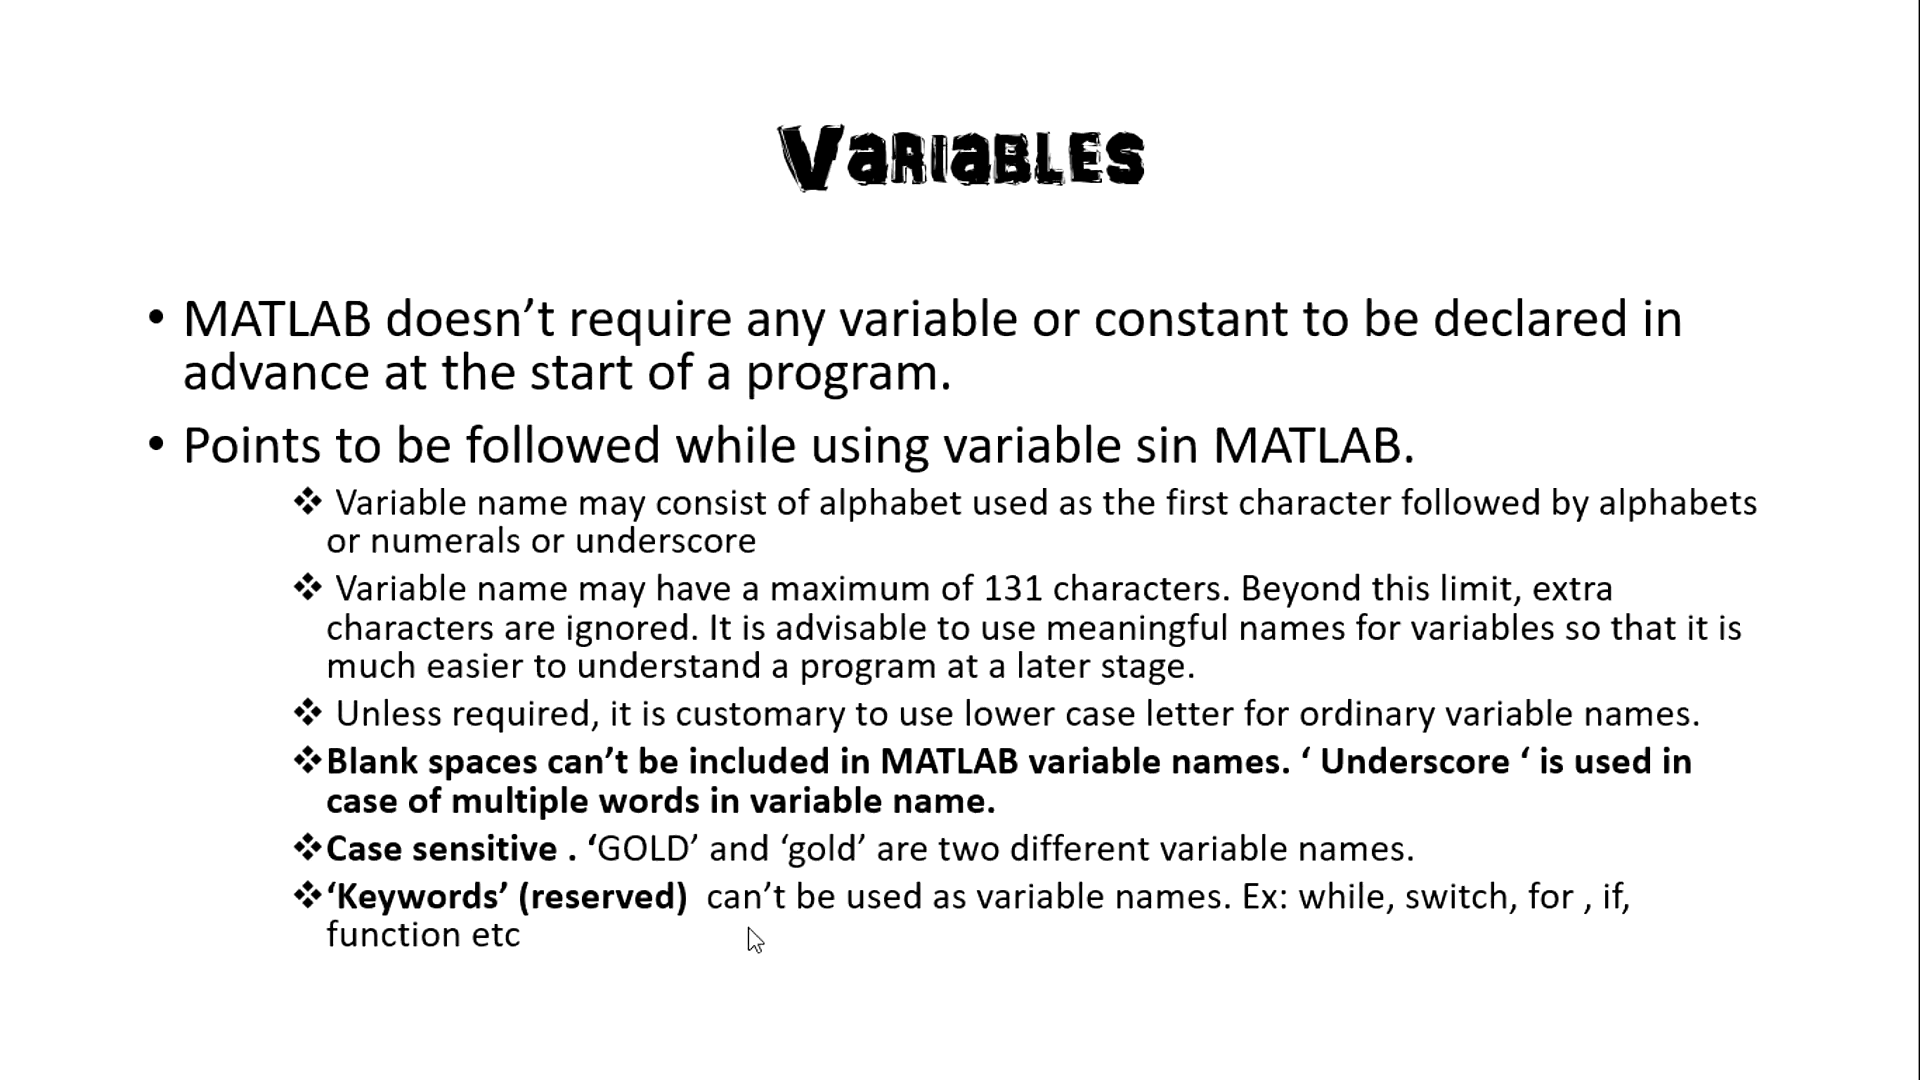 VARIABLES
• MATLAB doesn’t require any variable or constant to be declared in
advance at the start of a program.
• Points to be followed while using variable sin MATLAB.
❖ Variable name may consist of alphabet used as the first character followed by alphabets
or numerals or underscore
❖ Variable name may have a maximum of 131 characters. Beyond this limit, extra
characters are ignored. It is advisable to use meaningful names for variables so that it is
much easier to understand a program at a later stage.
❖ Unless required, it is customary to use lower case letter for ordinary variable names.
❖Blank spaces can’t be included in MATLAB variable names. ‘ Underscore ‘ is used in
case of multiple words in variable name.
❖Case sensitive . ‘GOLD’ and ‘gold’ are two different variable names.
❖‘Keywords’ (reserved) can’t be used as variable names. Ex: while, switch, for , if,
function etc